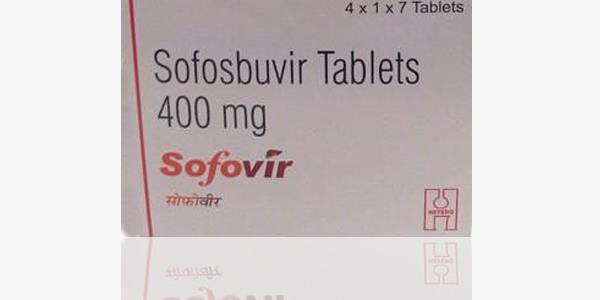 4 x 1 x 7 Tablets
Sofosbuvir Tablets
400 mg
Sofovir
सोफोवीर
HETERO